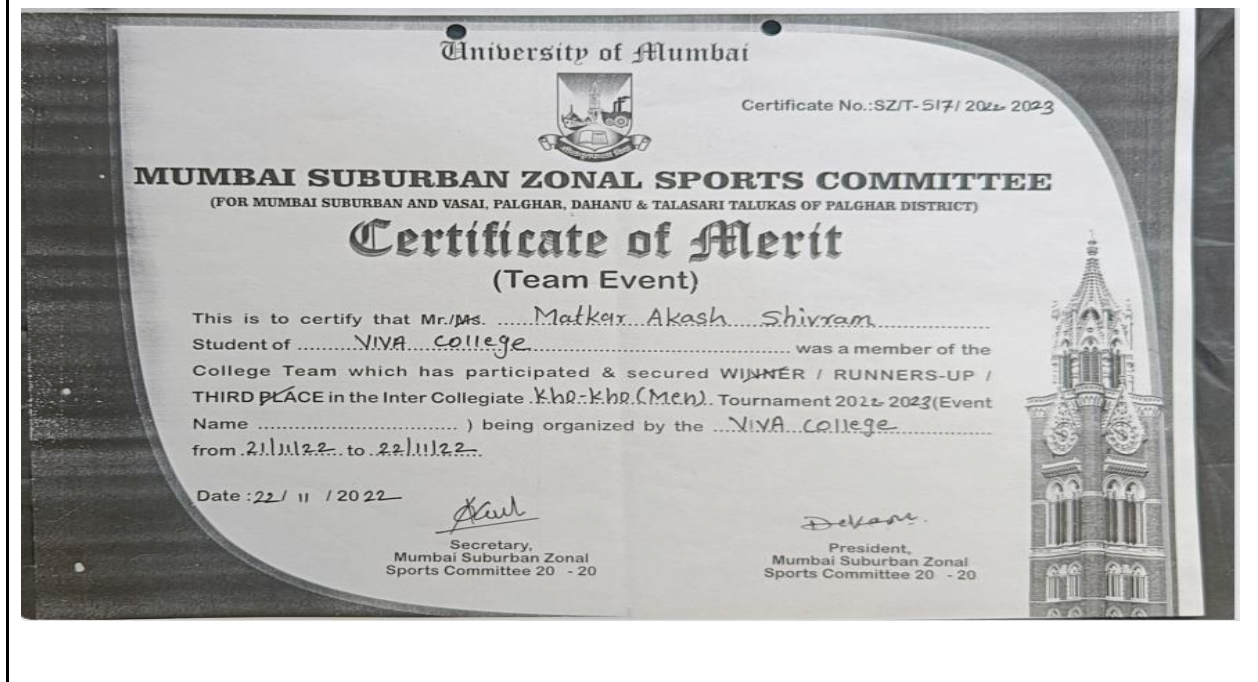 University of Mumbai
Certificate No.:SZ/T-517/ 2022 2023
MUMBAI SUBURBAN ZONAL SPORTS COMMITTEE
(FOR MUMBAI SUBURBAN AND VASAI, PALGHAR, DAHANU & TALASARI TALUKAS OF PALGHAR DISTRICT)
Certificate of Merit
(Team Event)
This is to certify that Mr./Ms. Matkar Akash Shivram
Student of VIVA College was a member of the
College Team which has participated & secured WINNER / RUNNERS-UP /
THIRD PLACE in the Inter Collegiate Kho-Kho (Men). Tournament 2022-2023(Event
Name .............................. ) being organized by the VIVA College
from 21/11/22 to 22/11/22.
Date : 22/ 11 / 2022
Secretary,
Mumbai Suburban Zonal
Sports Committee 20 - 20
President,
Mumbai Suburban Zonal
Sports Committee 20 - 20